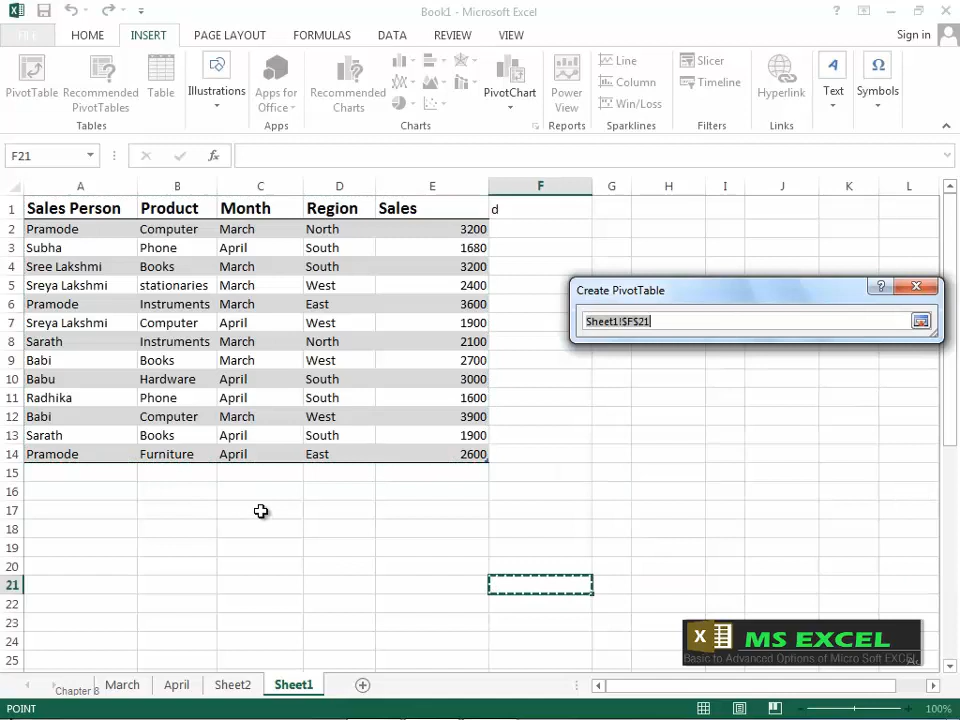 Book1 - Microsoft Excel
FILE HOME INSERT PAGE LAYOUT FORMULAS DATA REVIEW VIEW Sign in
PivotTable Recommended PivotTables Table Illustrations Apps for Office Recommended Charts PivotChart Power View Line Column Win/Loss Slicer Timeline Hyperlink Text Symbols
Tables Apps Charts Reports Sparklines Filters Links
F21 fx
A B C D E F G H I J K L
1 Sales Person Product Month Region Sales d
2 Pramode Computer March North 3200
3 Subha Phone April South 1680
4 Sree Lakshmi Books March South 3200
5 Sreya Lakshmi stationaries March West 2400
6 Pramode Instruments March East 3600
7 Sreya Lakshmi Computer April West 1900
8 Sarath Instruments March North 2100
9 Babi Books March West 2700
10 Babu Hardware April South 3000
11 Radhika Phone April South 1600
12 Babi Computer March West 3900
13 Sarath Books April South 1900
14 Pramode Furniture April East 2600
15
16
17
18
19
20
21
22
23
24
25
Create PivotTable
Sheet1!$F$21
MS EXCEL
Basic to Advanced Options of Micro Soft EXCEL
Chapter 8 March April Sheet2 Sheet1
POINT 100%